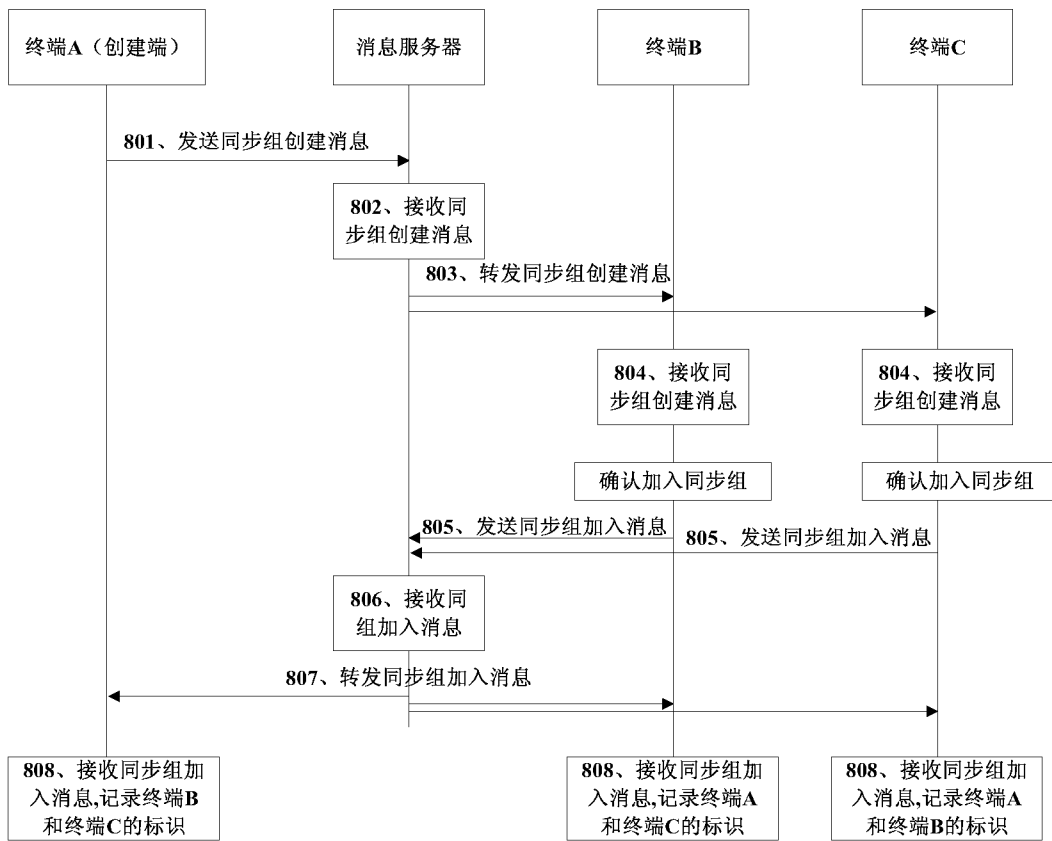 终端A（创建端）
消息服务器
终端B
终端C
801、发送同步组创建消息
802、接收同
步组创建消息
803、转发同步组创建消息
804、接收同
步组创建消息
804、接收同
步组创建消息
确认加入同步组
确认加入同步组
805、发送同步组加入消息
805、发送同步组加入消息
806、接收同
组加入消息
807、转发同步组加入消息
808、接收同步组加
入消息,记录终端B
和终端C的标识
808、接收同步组加
入消息,记录终端A
和终端C的标识
808、接收同步组加
入消息,记录终端A
和终端B的标识